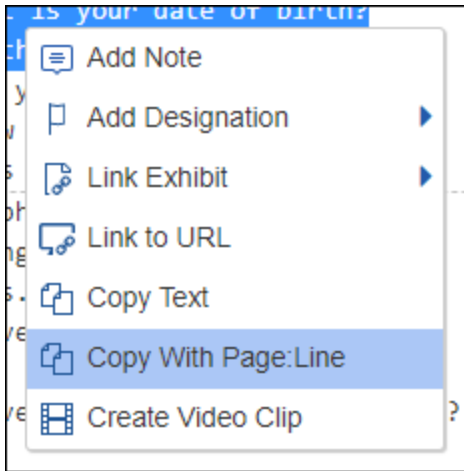 is your date of birth?
Add Note
Add Designation
Link Exhibit
Link to URL
Copy Text
Copy With Page:Line
Create Video Clip
?